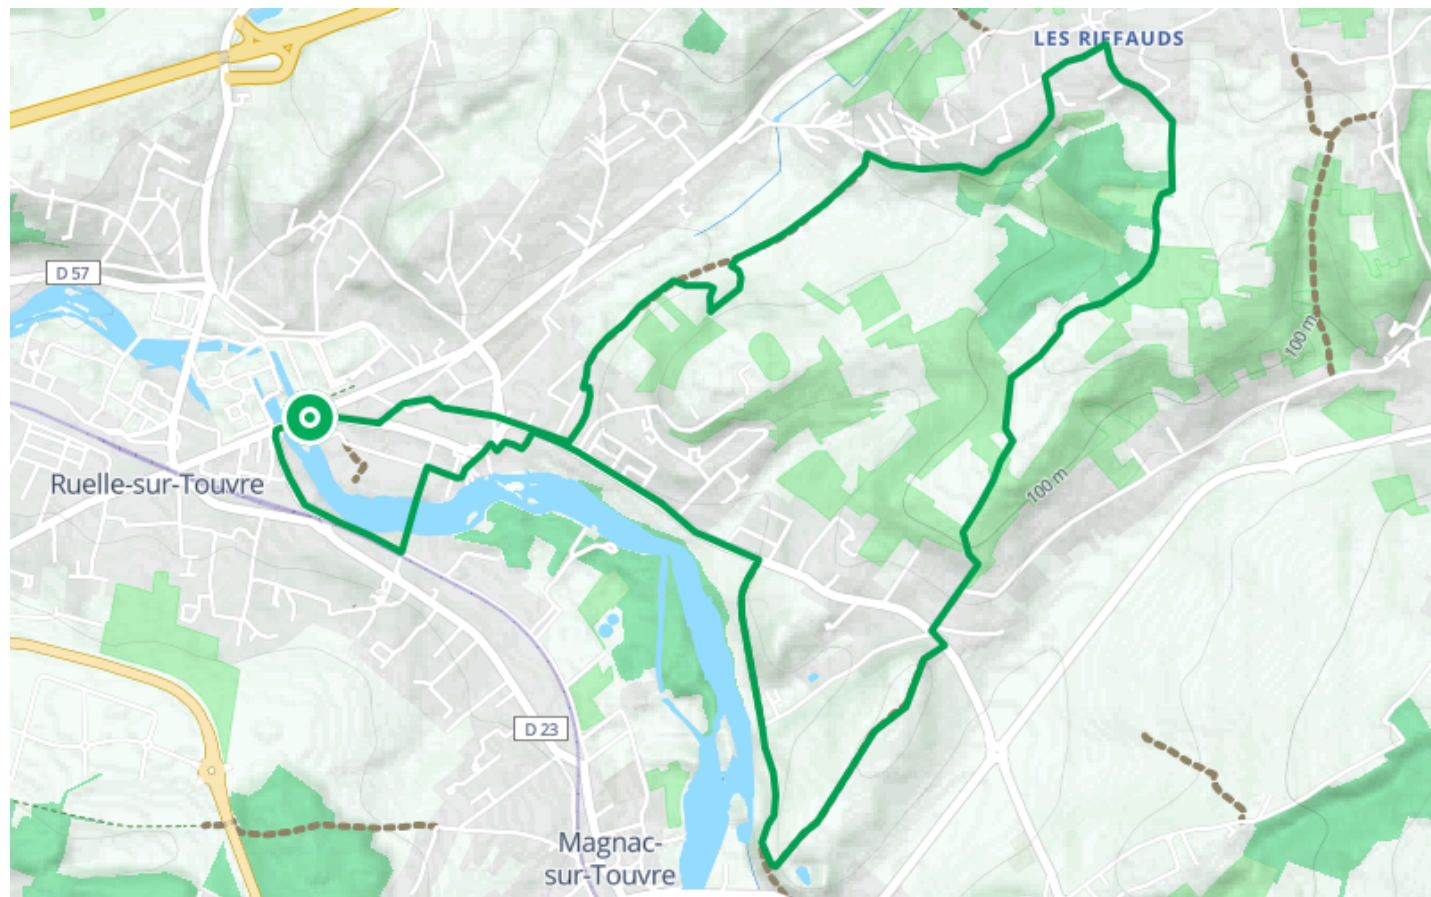 LES RIFFAUDS
D 57
100 m
Ruelle-sur-Touvre
100 m
D 23
Magnac-
sur-Touvre